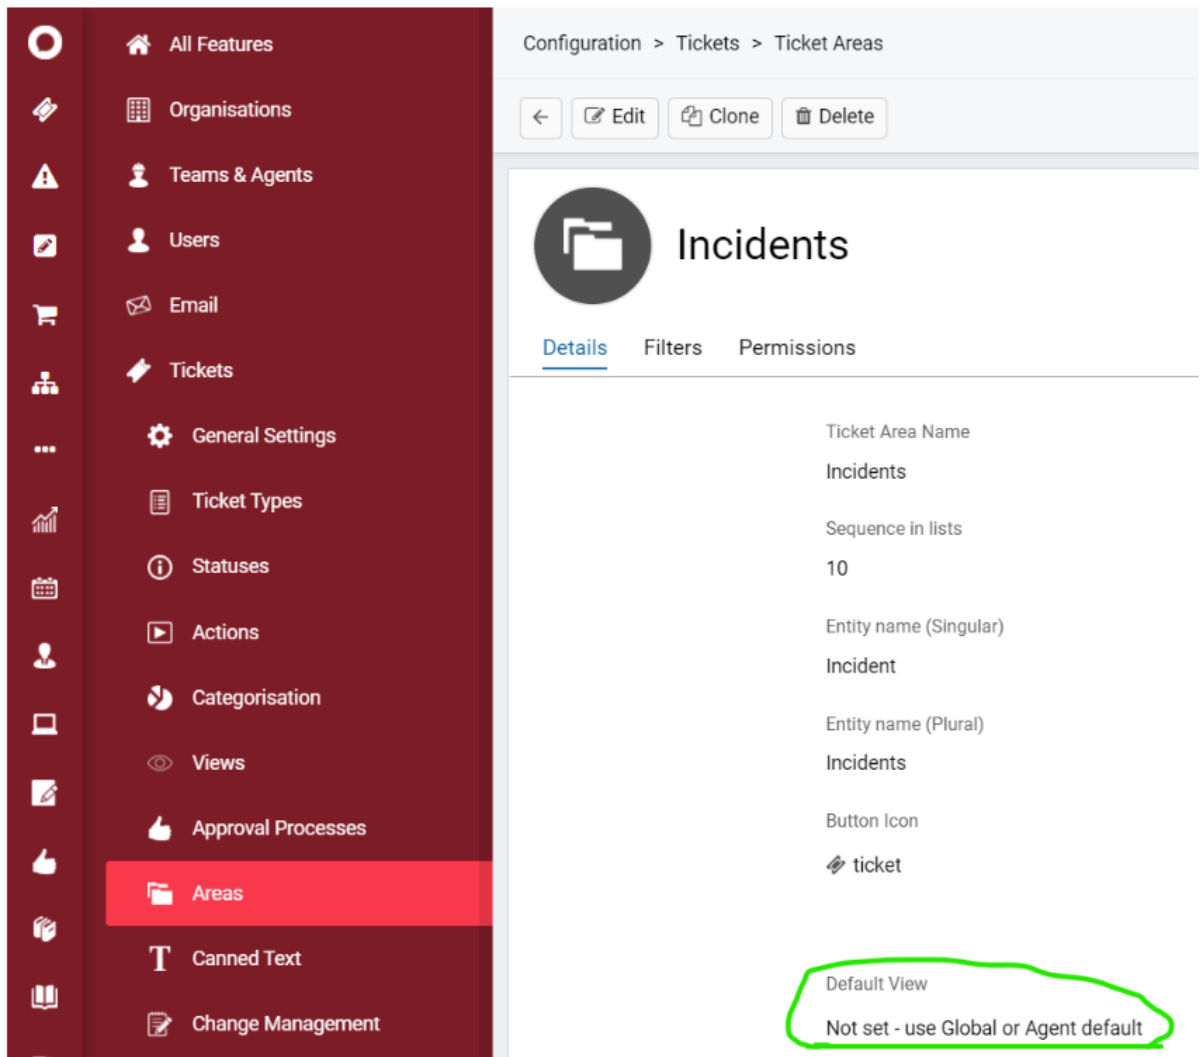 All Features
Organisations
Teams & Agents
Users
Email
Tickets
General Settings
Ticket Types
Statuses
Actions
Categorisation
Views
Approval Processes
Areas
Canned Text
Change Management
Configuration > Tickets > Ticket Areas
Edit Clone Delete
Incidents
Details Filters Permissions
Ticket Area Name
Incidents
Sequence in lists
10
Entity name (Singular)
Incident
Entity name (Plural)
Incidents
Button Icon
ticket
Default View
Not set - use Global or Agent default